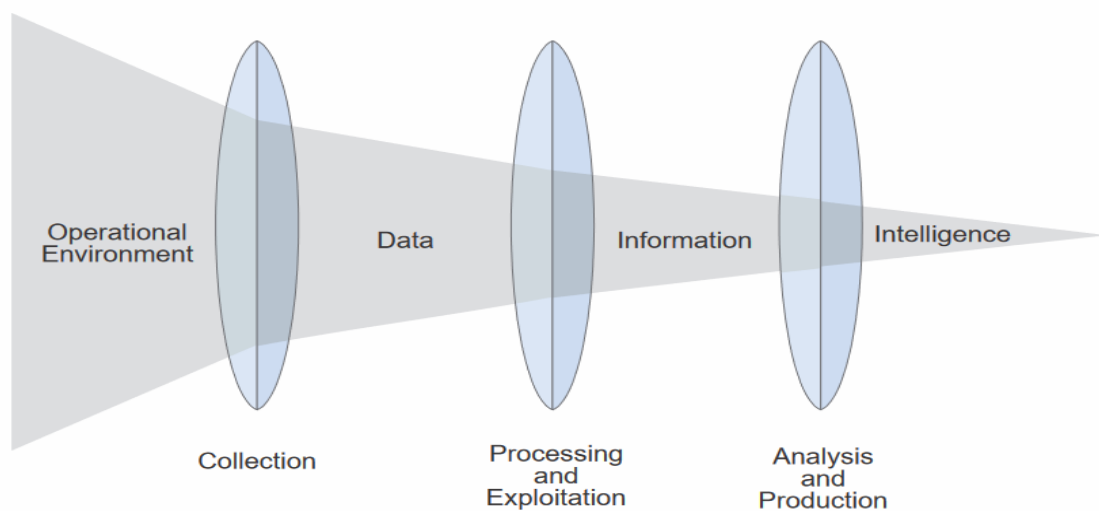 Operational
Environment
Data
Information
Intelligence
Collection
Processing
and
Exploitation
Analysis
and
Production